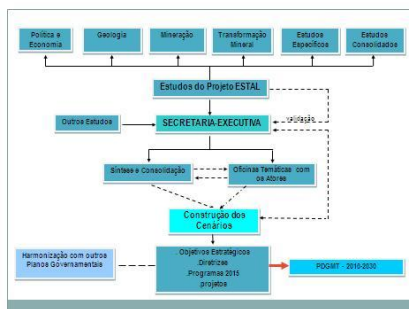 Política e
Economia
Geologia
Mineração
Transformação
Mineral
Estudos
Específicos
Estudos
Consolidados
Estudos do Projeto ESTAL
validação
Outros Estudos
SECRETARIA-EXECUTIVA
Síntese e Consolidação
Oficinas Temáticas com
os Atores
Construção dos
Cenários
Harmonização com outros
Planos Governamentais
. Objetivos Estratégicos
.Diretrizes
.Programas 2015
projetos
PDGMT - 2010-2030